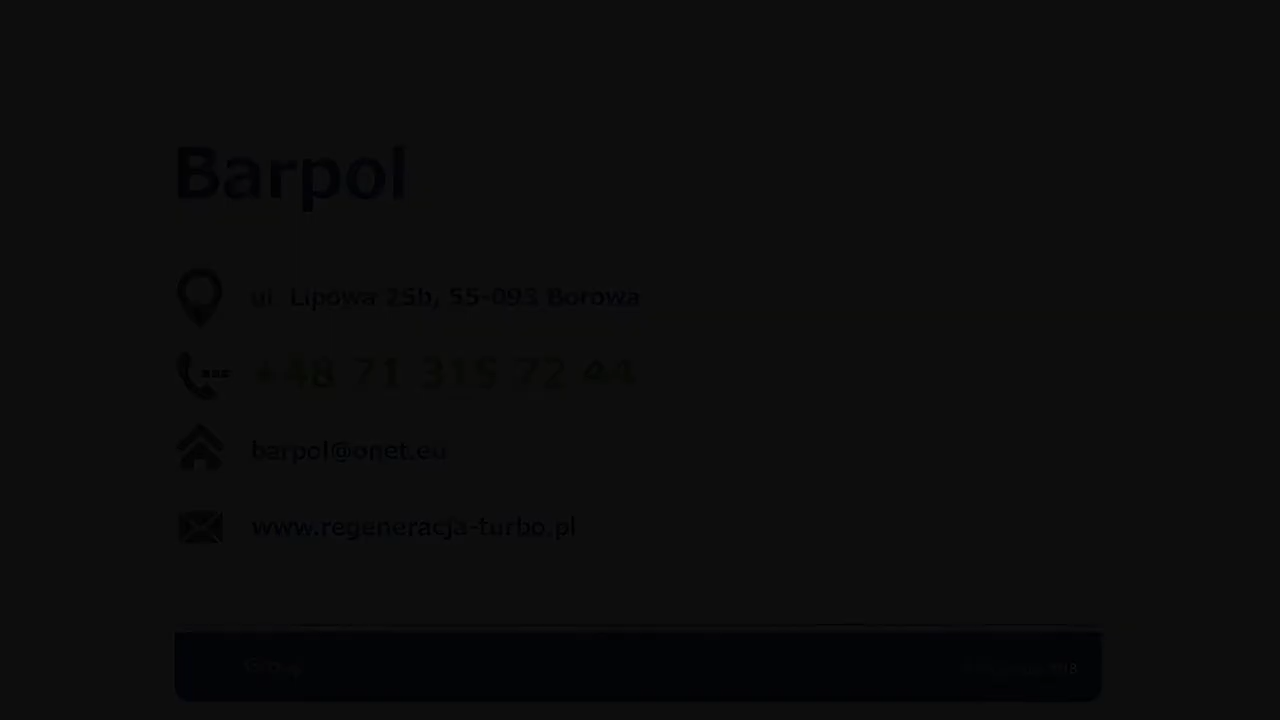 Barpol
ul. Lipowa 25b, 55-093 Borowa
+48 71 315 72 44
barpol@onet.eu
www.regeneracja-turbo.pl